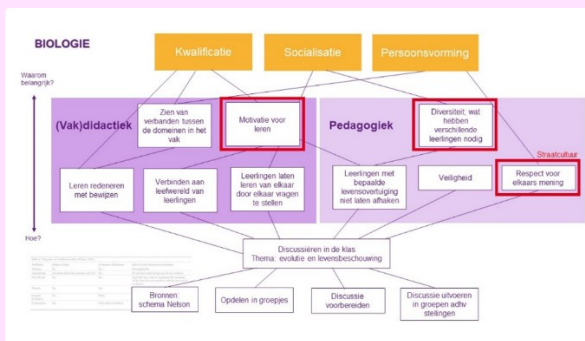 BIOLOGIE
Kwalificatie
Socialisatie
Persoonsvorming
Waarom
belangrijk?
(Vak)didactiek
Zien van
verbanden tussen
de domeinen in het
vak
Motivatie voor
leren
Pedagogiek
Diversiteit, wat
hebben
verschillende
leerlingen nodig
Straatcultuur
Leren redeneren
met bewijzen
Verbinden aan
leefwereld van
leerlingen
Leerlingen laten
leren van elkaar
door elkaar vragen
te stellen
Leerlingen met
bepaalde
levensovertuiging
niet laten afhaken
Veiligheid
Respect voor
elkaars mening
Hoe?
Discussiëren in de klas
Thema: evolutie en levensbeschouwing
Bronnen:
schema Nelson
Opdelen in groepjes
Discussie
voorbereiden
Discussie uitvoeren
in groepen adhv
stellingen